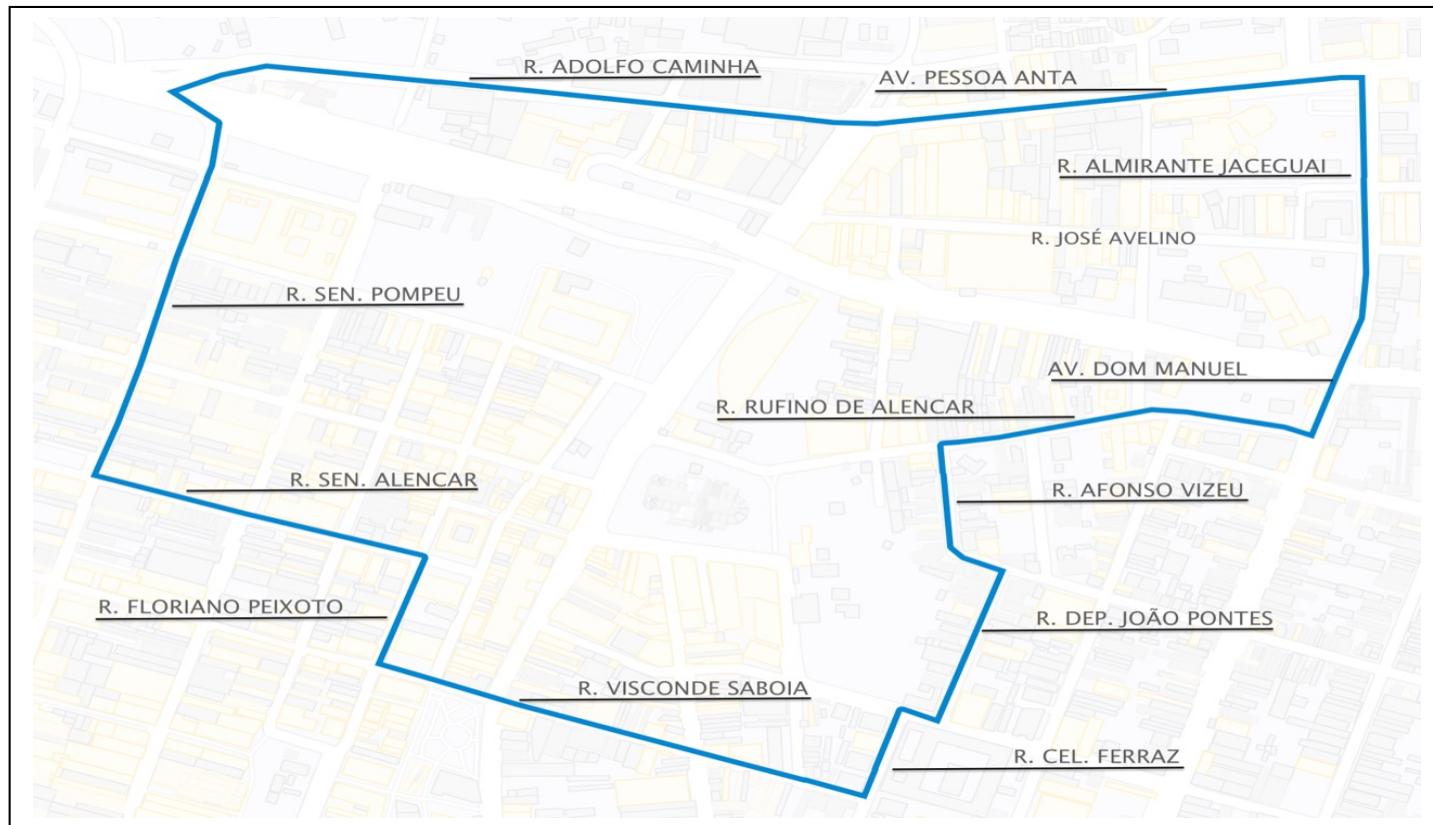 R. ADOLFO CAMINHA
AV. PESSOA ANTA
R. ALMIRANTE JACEGUAI
R. JOSÉ AVELINO
R. SEN. POMPEU
AV. DOM MANUEL
R. RUFINO DE ALENCAR
R. SEN. ALENCAR
R. AFONSO VIZEU
R. FLORIANO PEIXOTO
R. DEP. JOÃO PONTES
R. VISCONDE SABOIA
R. CEL. FERRAZ